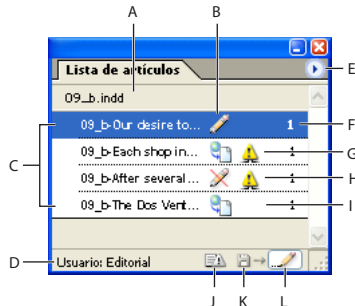 A
B
Lista de artículos
E
09_b.indd
09_b-Our desire to... 1
F
09_b-Each shop in... 1
G
C
09_b-After several... 1
H
09_b-The Dos Vent... 1
I
D
Usuario: Editorial
J
K
L